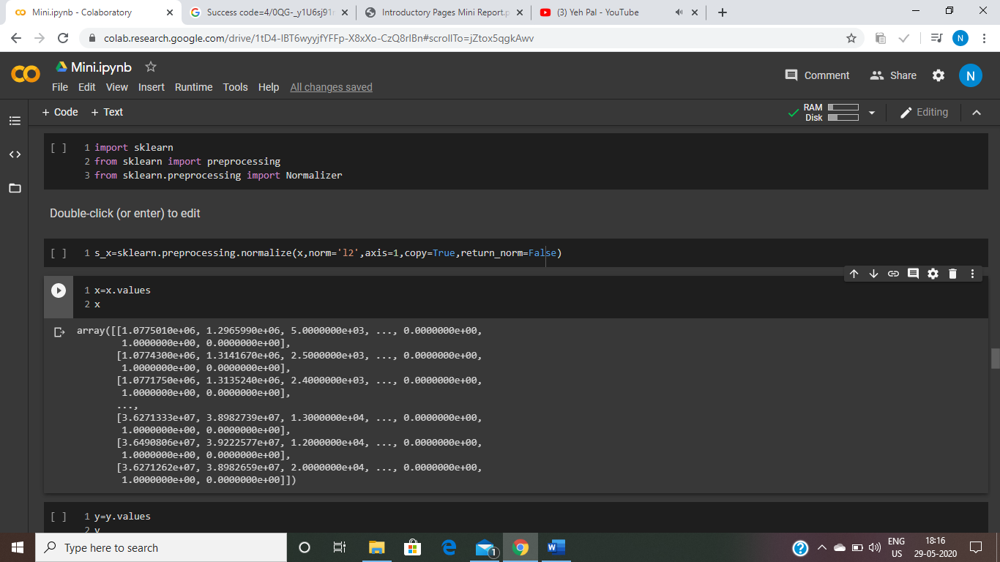 Mini.ipynb - Colaboratory
Success code=4/0QG-_y1U6sj91r
Introductory Pages Mini Report.p
(3) Yeh Pal - YouTube
colab.research.google.com/drive/1tD4-IBT6wyyjfYFFp-X8xXo-CzQ8rlBn#scrollTo=jZtox5qgkAwv
N
Mini.ipynb
File Edit View Insert Runtime Tools Help All changes saved
Comment Share N
+ Code + Text
RAM
Disk
Editing
[ ] 1 import sklearn
2 from sklearn import preprocessing
3 from sklearn.preprocessing import Normalizer
Double-click (or enter) to edit
[ ] 1 s_x=sklearn.preprocessing.normalize(x,norm='l2',axis=1,copy=True,return_norm=False)
1 x=x.values
2 x
array([[1.0775010e+06, 1.2965990e+06, 5.0000000e+03, ..., 0.0000000e+00,
1.0000000e+00, 0.0000000e+00],
[1.0774300e+06, 1.3141670e+06, 2.5000000e+03, ..., 0.0000000e+00,
1.0000000e+00, 0.0000000e+00],
[1.0771750e+06, 1.3135240e+06, 2.4000000e+03, ..., 0.0000000e+00,
1.0000000e+00, 0.0000000e+00],
...,
[3.6271333e+07, 3.8982739e+07, 1.3000000e+04, ..., 0.0000000e+00,
1.0000000e+00, 0.0000000e+00],
[3.6490806e+07, 3.9222577e+07, 1.2000000e+04, ..., 0.0000000e+00,
1.0000000e+00, 0.0000000e+00],
[3.6271262e+07, 3.8982659e+07, 2.0000000e+04, ..., 0.0000000e+00,
1.0000000e+00, 0.0000000e+00]])
[ ] 1 y=y.values
2 y
Type here to search
1
ENG
US
18:16
29-05-2020